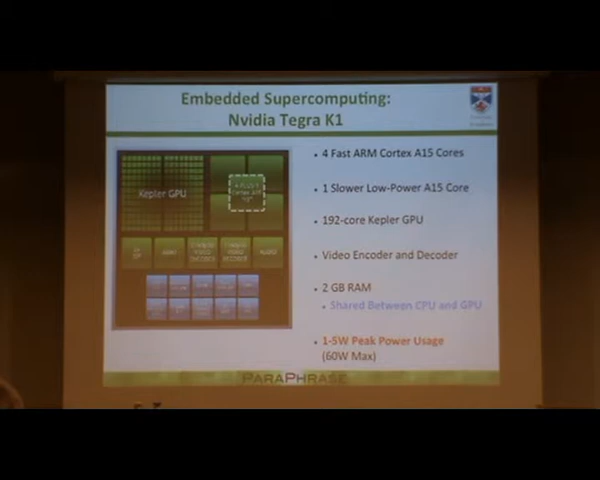 Embedded Supercomputing:
Nvidia Tegra K1
Kepler GPU
• 4 Fast ARM Cortex A15 Cores
• 1 Slower Low-Power A15 Core
• 192-core Kepler GPU
• Video Encoder and Decoder
• 2 GB RAM
• Shared Between CPU and GPU
• 1-5W Peak Power Usage
(60W Max)
PARAPHRASE